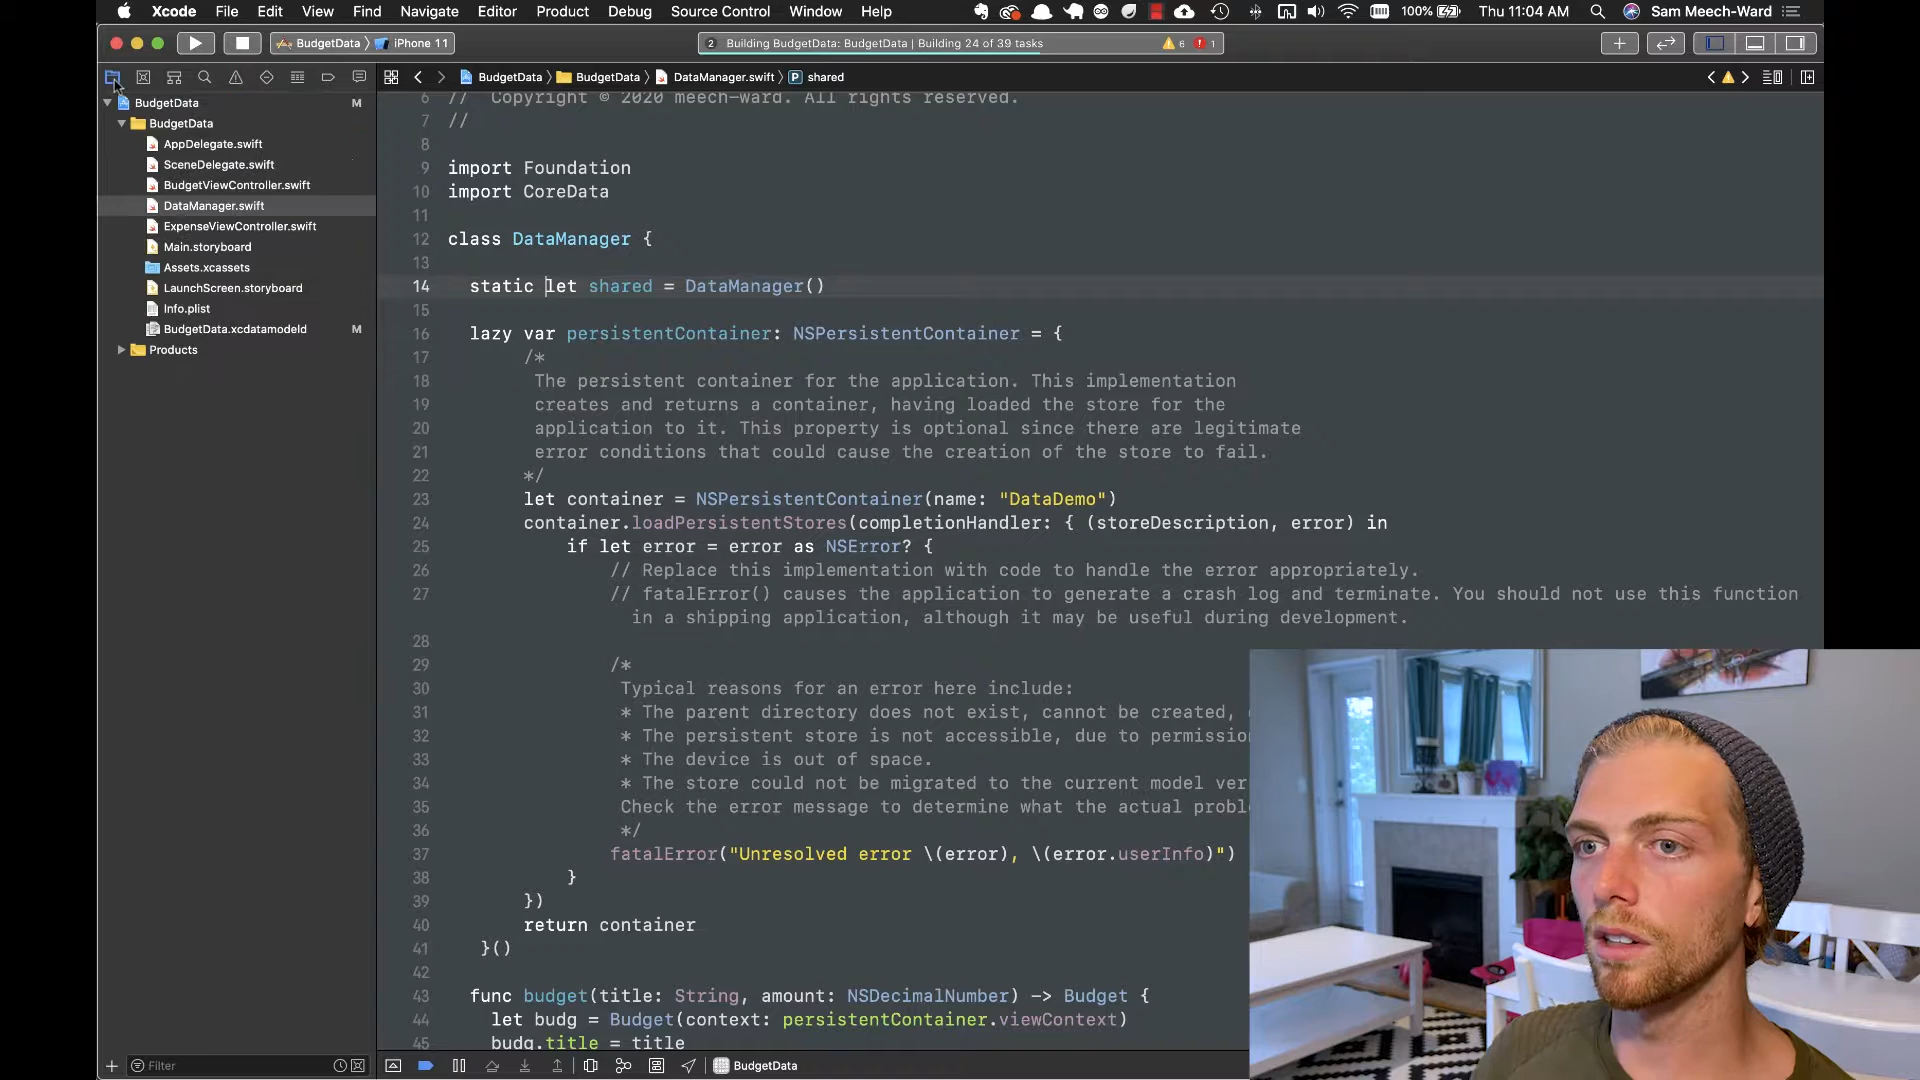 Xcode File Edit View Find Navigate Editor Product Debug Source Control Window Help 100% Thu 11:04 AM Sam Meech-Ward
BudgetData iPhone 11
2 Building BudgetData: BudgetData | Building 24 of 39 tasks 6 1
BudgetData BudgetData DataManager.swift P shared
BudgetData M
BudgetData
AppDelegate.swift
SceneDelegate.swift
BudgetViewController.swift
DataManager.swift
ExpenseViewController.swift
Main.storyboard
Assets.xcassets
LaunchScreen.storyboard
Info.plist
BudgetData.xcdatamodeld M
Products
6 // Copyright © 2020 meech-ward. All rights reserved.
7 //
8
9 import Foundation
10 import CoreData
11
12 class DataManager {
13
14 static let shared = DataManager()
15
16 lazy var persistentContainer: NSPersistentContainer = {
17 /*
18 The persistent container for the application. This implementation
19 creates and returns a container, having loaded the store for the
20 application to it. This property is optional since there are legitimate
21 error conditions that could cause the creation of the store to fail.
22 */
23 let container = NSPersistentContainer(name: "DataDemo")
24 container.loadPersistentStores(completionHandler: { (storeDescription, error) in
25 if let error = error as NSError? {
26 // Replace this implementation with code to handle the error appropriately.
27 // fatalError() causes the application to generate a crash log and terminate. You should not use this function
in a shipping application, although it may be useful during development.
28
29 /*
30 Typical reasons for an error here include:
31 * The parent directory does not exist, cannot be created,
32 * The persistent store is not accessible, due to permissio
33 * The device is out of space.
34 * The store could not be migrated to the current model ver
35 Check the error message to determine what the actual probl
36 */
37 fatalError("Unresolved error \(error), \(error.userInfo)")
38 }
39 })
40 return container
41 }()
42
43 func budget(title: String, amount: NSDecimalNumber) -> Budget {
44 let budg = Budget(context: persistentContainer.viewContext)
45 budg.title = title
Filter
BudgetData